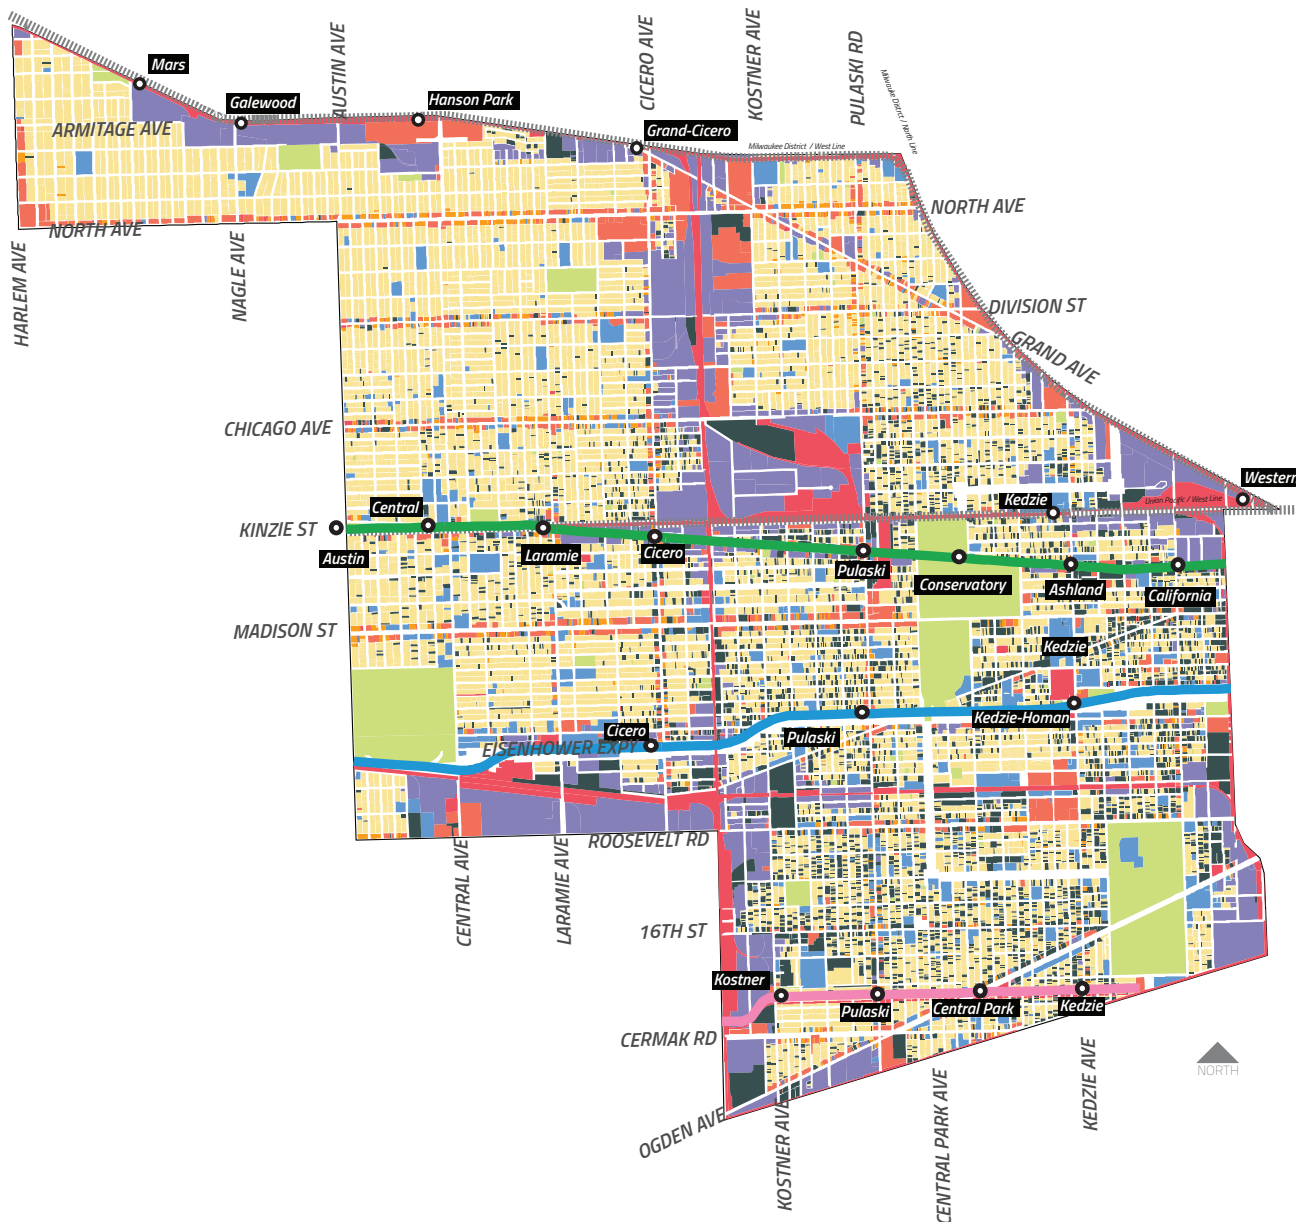 CICERO AVE
KOSTNER AVE
PULASKI RD
AUSTIN AVE
Mars
Galewood
Hanson Park
ARMITAGE AVE
Grand-Cicero
Milwaukee District / West Line
Milwaukee District / North Line
NORTH AVE
NORTH AVE
HARLEM AVE
NAGLE AVE
DIVISION ST
GRAND AVE
CHICAGO AVE
Western
Kedzie
Union Pacific / West Line
Central
KINZIE ST
Austin
Laramie
Cicero
Pulaski
Conservatory
Ashland
California
MADISON ST
Kedzie
Cicero
Pulaski
Kedzie-Homan
EISENHOWER EXPY
ROOSEVELT RD
CENTRAL AVE
LARAMIE AVE
16TH ST
Kostner
Pulaski
Central Park
Kedzie
CERMAK RD
NORTH
OGDEN AVE
KOSTNER AVE
CENTRAL PARK AVE
KEDZIE AVE